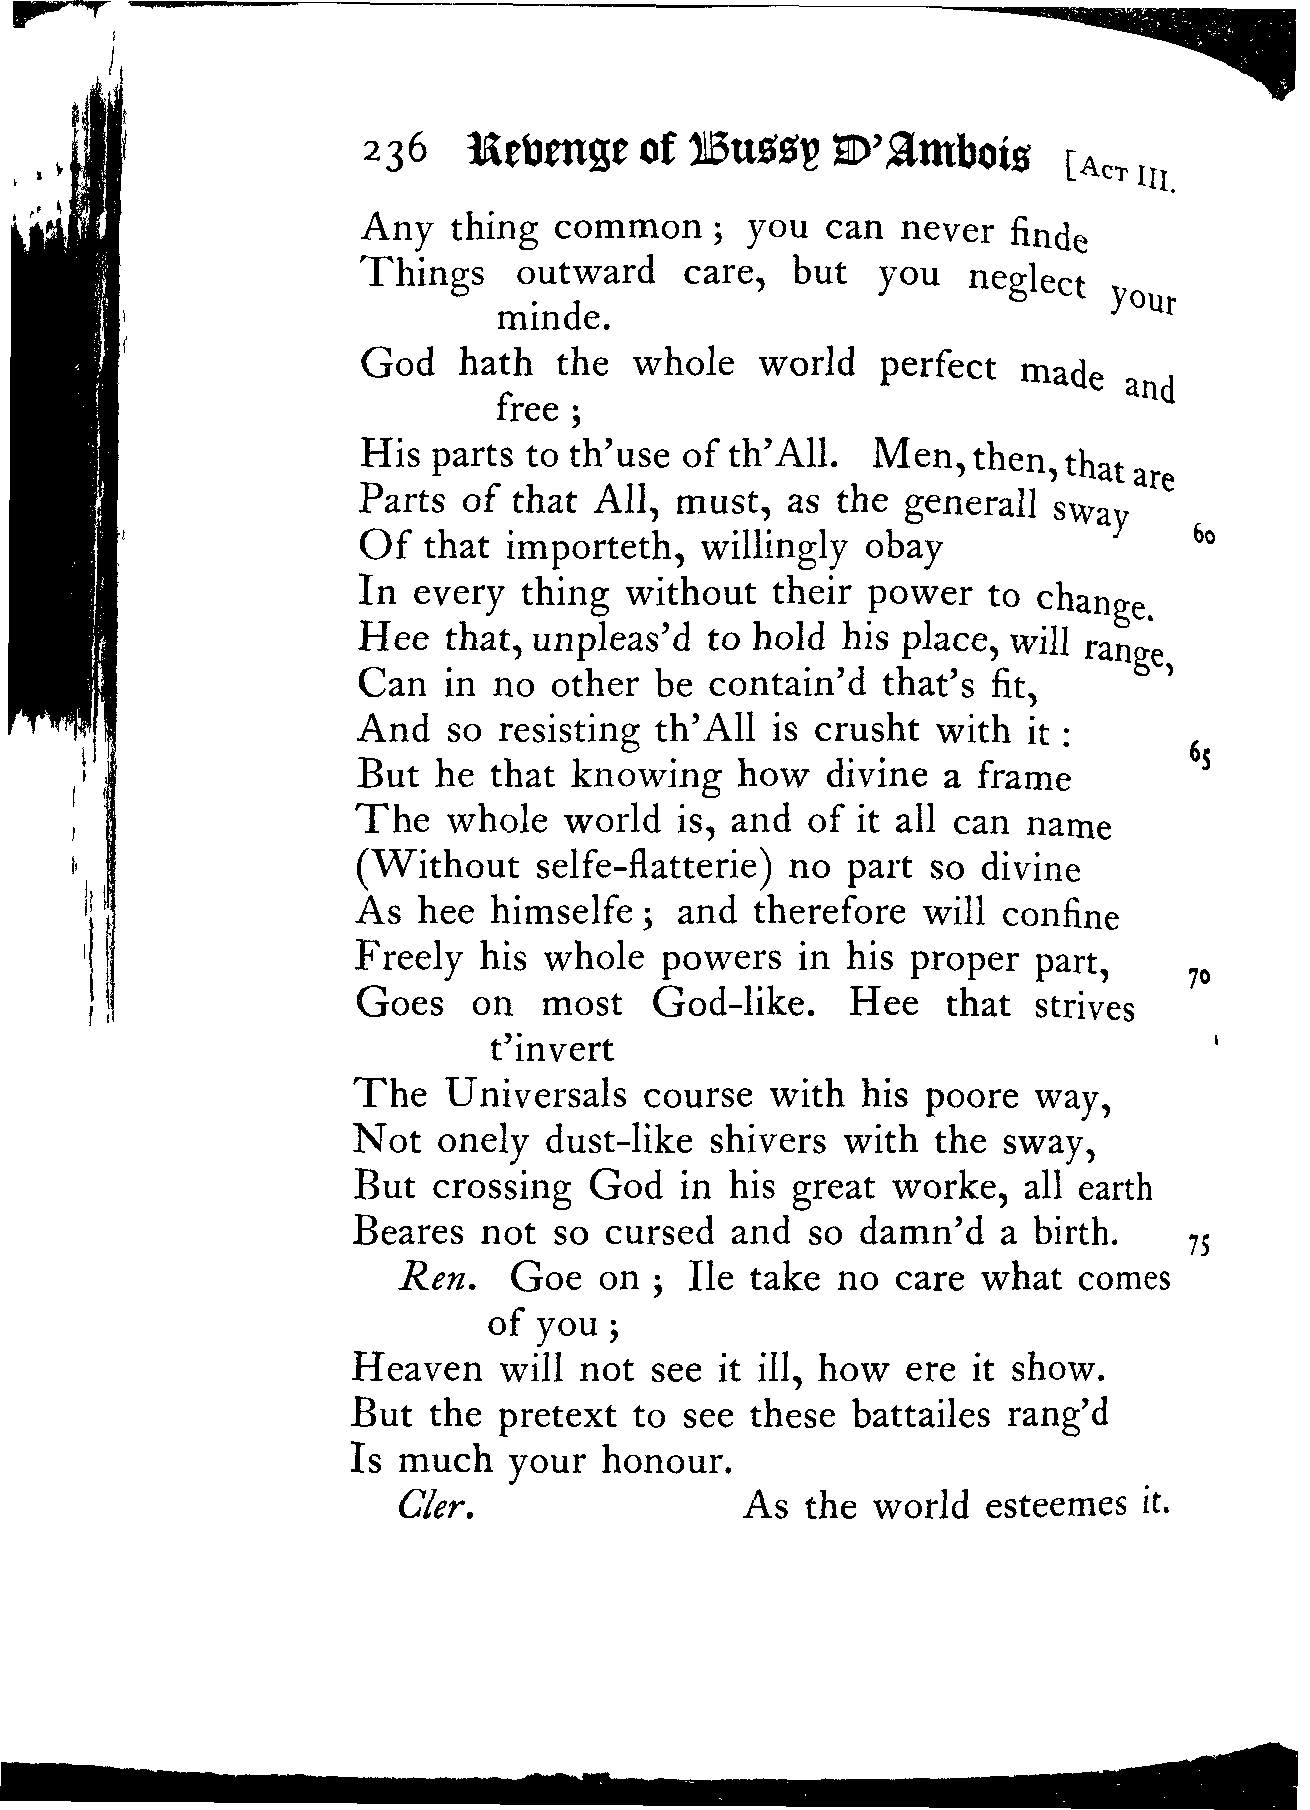 236 Revenge of Bussy D'Ambois [ACT III.
Any thing common ; you can never finde
Things outward care, but you neglect your
minde.
God hath the whole world perfect made and
free ;
His parts to th'use of th'All. Men, then, that are
Parts of that All, must, as the generall sway
Of that importeth, willingly obay 60
In every thing without their power to change.
Hee that, unpleas'd to hold his place, will range,
Can in no other be contain'd that's fit,
And so resisting th'All is crusht with it :
But he that knowing how divine a frame 65
The whole world is, and of it all can name
(Without selfe-flatterie) no part so divine
As hee himselfe ; and therefore will confine
Freely his whole powers in his proper part, 70
Goes on most God-like. Hee that strives
t'invert
The Universals course with his poore way,
Not onely dust-like shivers with the sway,
But crossing God in his great worke, all earth
Beares not so cursed and so damn'd a birth. 75
Ren. Goe on ; Ile take no care what comes
of you ;
Heaven will not see it ill, how ere it show.
But the pretext to see these battailes rang'd
Is much your honour.
Cler. As the world esteemes it.